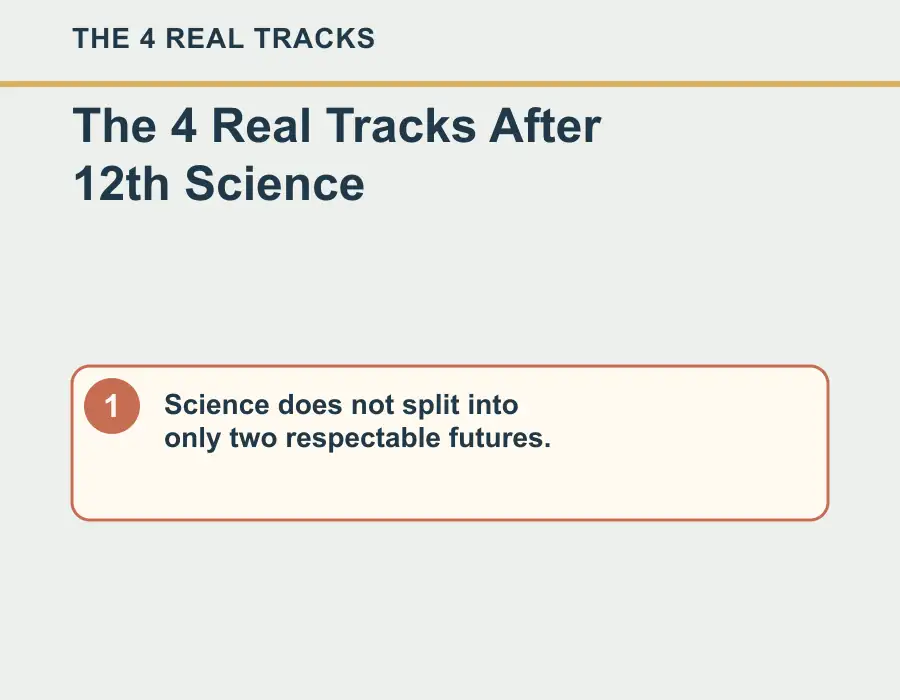 THE 4 REAL TRACKS
The 4 Real Tracks After
12th Science
1
Science does not split into
only two respectable futures.